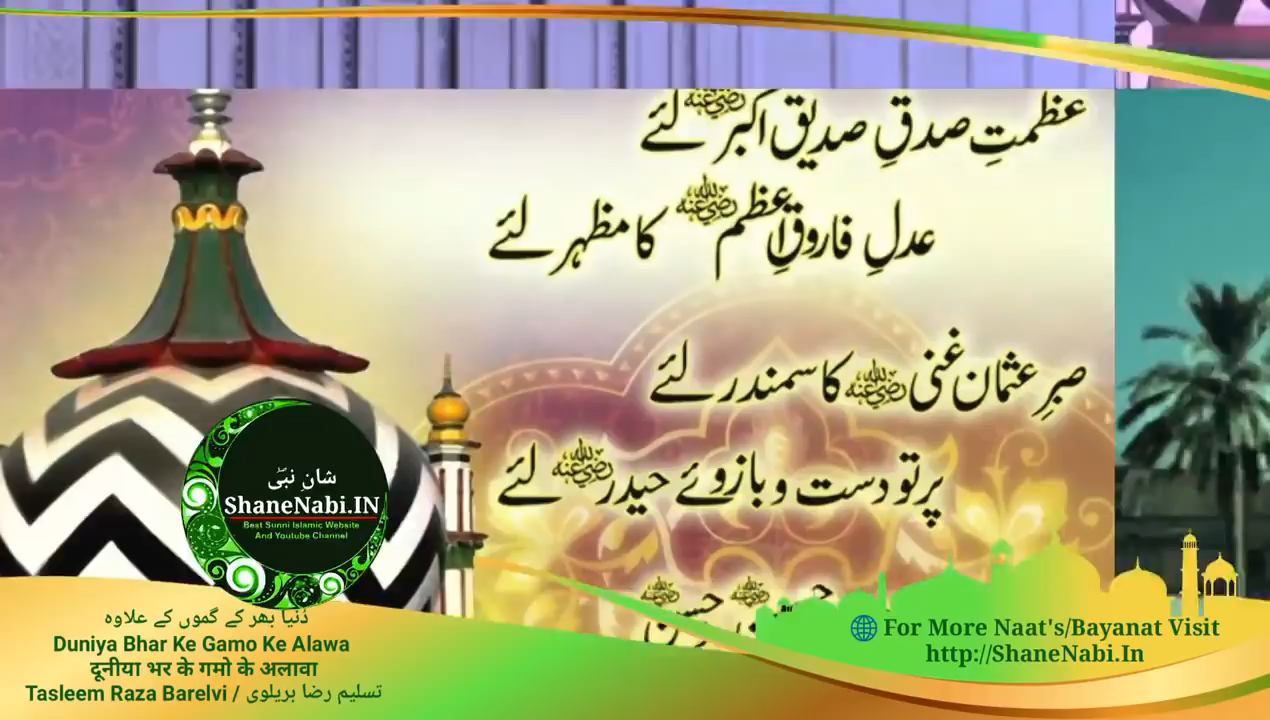 عظمتِ صدقِ صدیق اکبر رضی اللہ عنہ لئے
عدلِ فاروقِ اعظم رضی اللہ عنہ کا مظہر لئے
صبرِ عثمان غنی رضی اللہ عنہ کا سمندر لئے
پرتو دست و بازوئے حیدر رضی اللہ عنہ لئے
شانِ نبیؐ
ShaneNabi.IN
Best Sunni Islamic Website
And Youtube Channel
دُنیا بھر کے گموں کے علاوہ
Duniya Bhar Ke Gamo Ke Alawa
दूनीया भर के गमो के अलावा
Tasleem Raza Barelvi / تسلیم رضا بریلوی
For More Naat's/Bayanat Visit
http://ShaneNabi.In